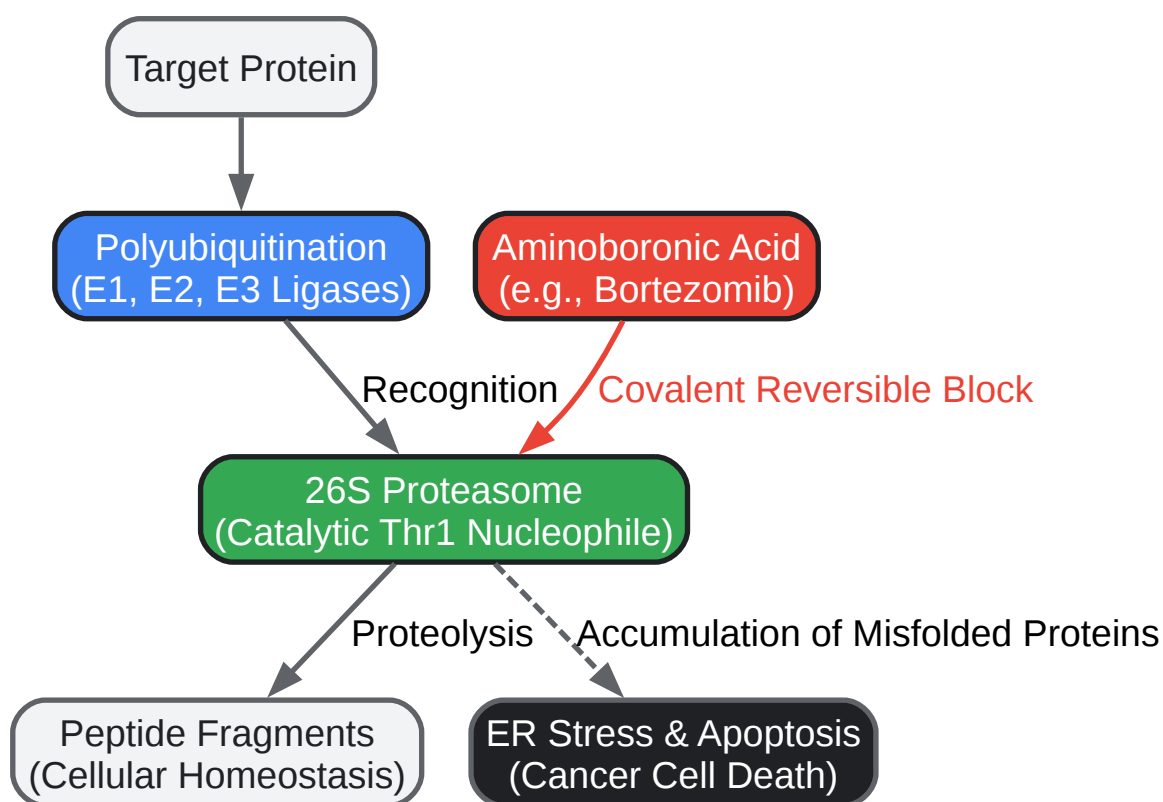 Target Protein
Polyubiquitination
(E1, E2, E3 Ligases)
Aminoboronic Acid
(e.g., Bortezomib)
Recognition
Covalent Reversible Block
26S Proteasome
(Catalytic Thr1 Nucleophile)
Proteolysis
Accumulation of Misfolded Proteins
Peptide Fragments
(Cellular Homeostasis)
ER Stress & Apoptosis
(Cancer Cell Death)